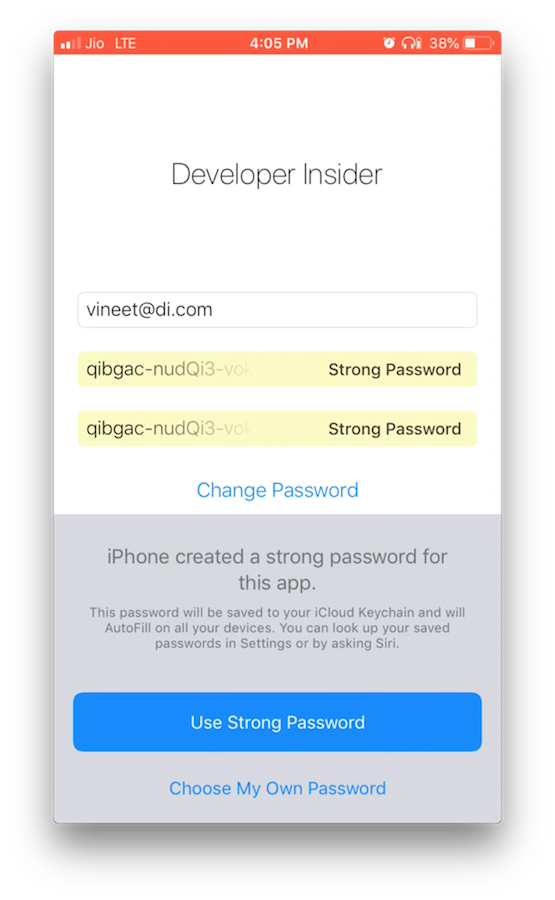 Jio LTE 4:05 PM 38%
Developer Insider
vineet@di.com
qibgac-nudQi3-vok Strong Password
qibgac-nudQi3-vok Strong Password
Change Password
iPhone created a strong password for
this app.
This password will be saved to your iCloud Keychain and will
AutoFill on all your devices. You can look up your saved
passwords in Settings or by asking Siri.
Use Strong Password
Choose My Own Password